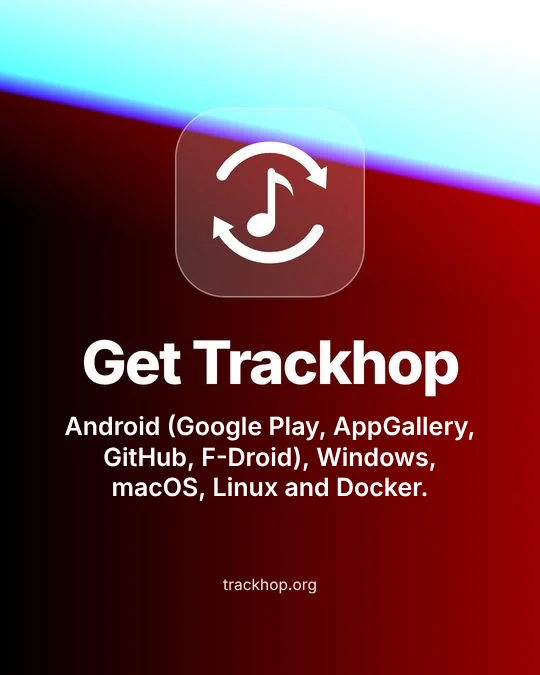 Get Trackhop
Android (Google Play, AppGallery,
GitHub, F-Droid), Windows,
macOS, Linux and Docker.
trackhop.org